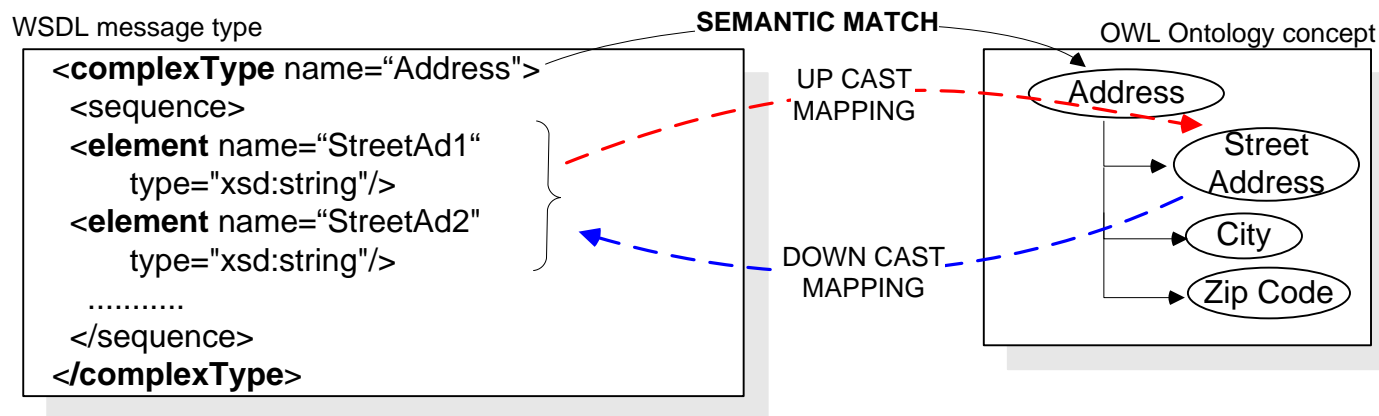 WSDL message type
<complexType name=“Address">
<sequence>
<element name=“StreetAd1“
type="xsd:string"/>
<element name=“StreetAd2"
type="xsd:string"/>
...........
</sequence>
</complexType>
SEMANTIC MATCH
UP CAST
MAPPING
DOWN CAST
MAPPING
OWL Ontology concept
Address
Street
Address
City
Zip Code